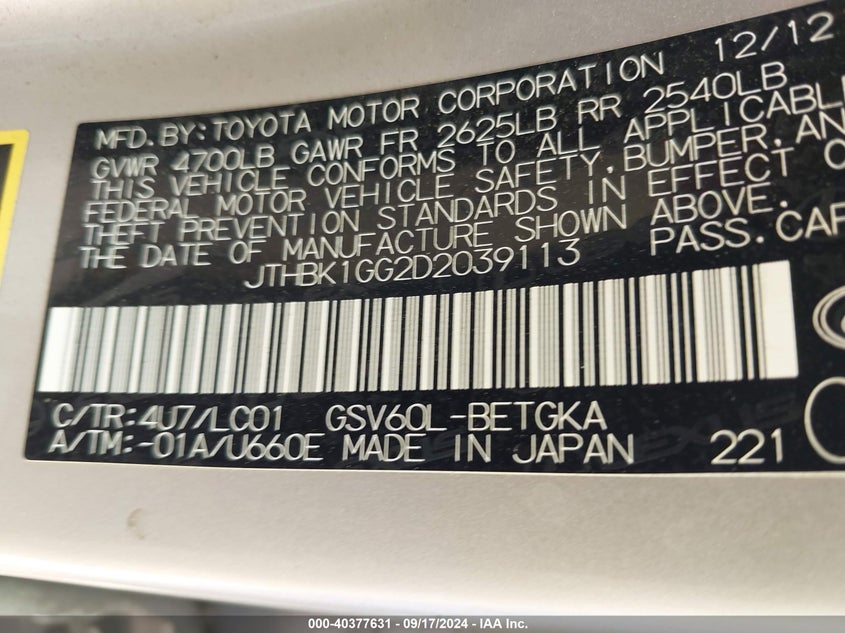 12/12
MFD.BY:TOYOTA MOTOR CORPORATION
GVWR 4700LB GAWR FR 2625LB RR 2540LB
THIS VEHICLE CONFORMS TO ALL APPLICABLE
FEDERAL MOTOR VEHICLE SAFETY,BUMPER,AN
THEFT PREVENTION STANDARDS IN EFFECT
THE DATE OF MANUFACTURE SHOWN ABOVE.
JTHBK1GG2D2039113 PASS.CAR
C/TR:4U7/LC01 GSV60L-BETGKA
A/TM:-01A/U660E MADE IN JAPAN 221
000-40377631 - 09/17/2024 - IAA Inc.